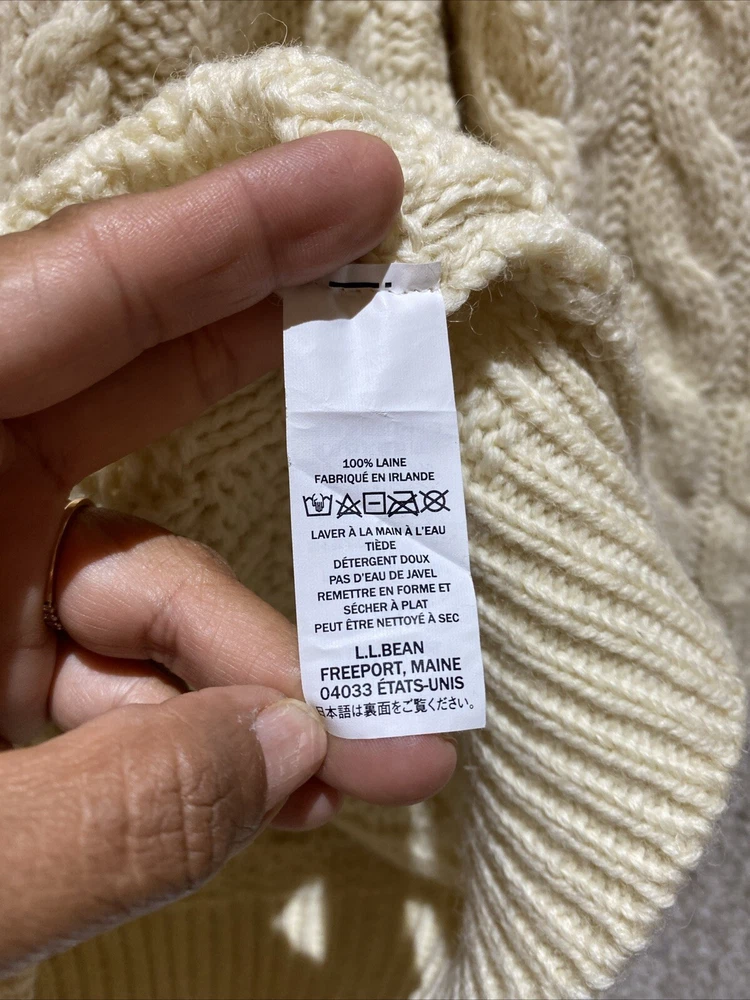 100% LAINE
FABRIQUÉ EN IRLANDE
LAVER À LA MAIN À L'EAU
TIÈDE
DÉTERGENT DOUX
PAS D'EAU DE JAVEL
REMETTRE EN FORME ET
SÉCHER À PLAT
PEUT ÊTRE NETTOYÉ À SEC
L.L.BEAN
FREEPORT, MAINE
04033 ÉTATS-UNIS
日本語は裏面をご覧ください。